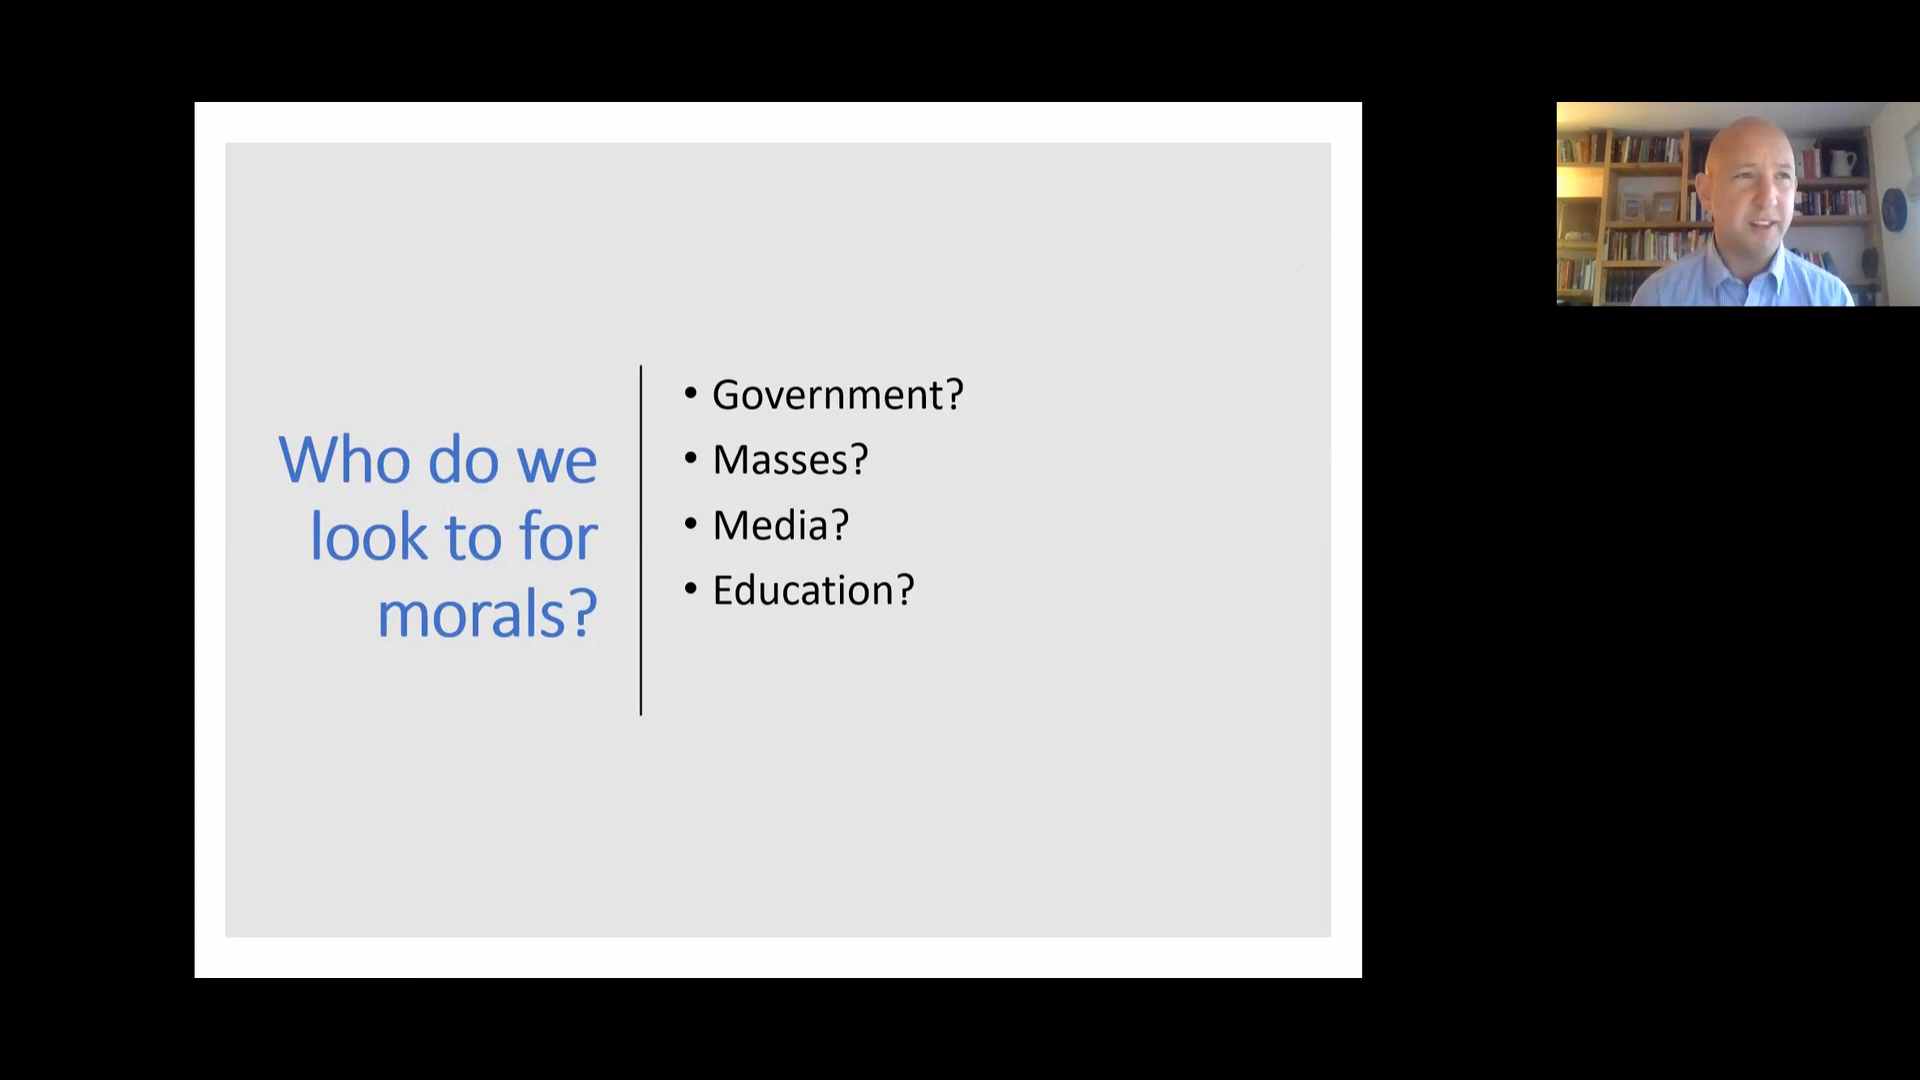 Who do we
look to for
morals?
• Government?
• Masses?
• Media?
• Education?